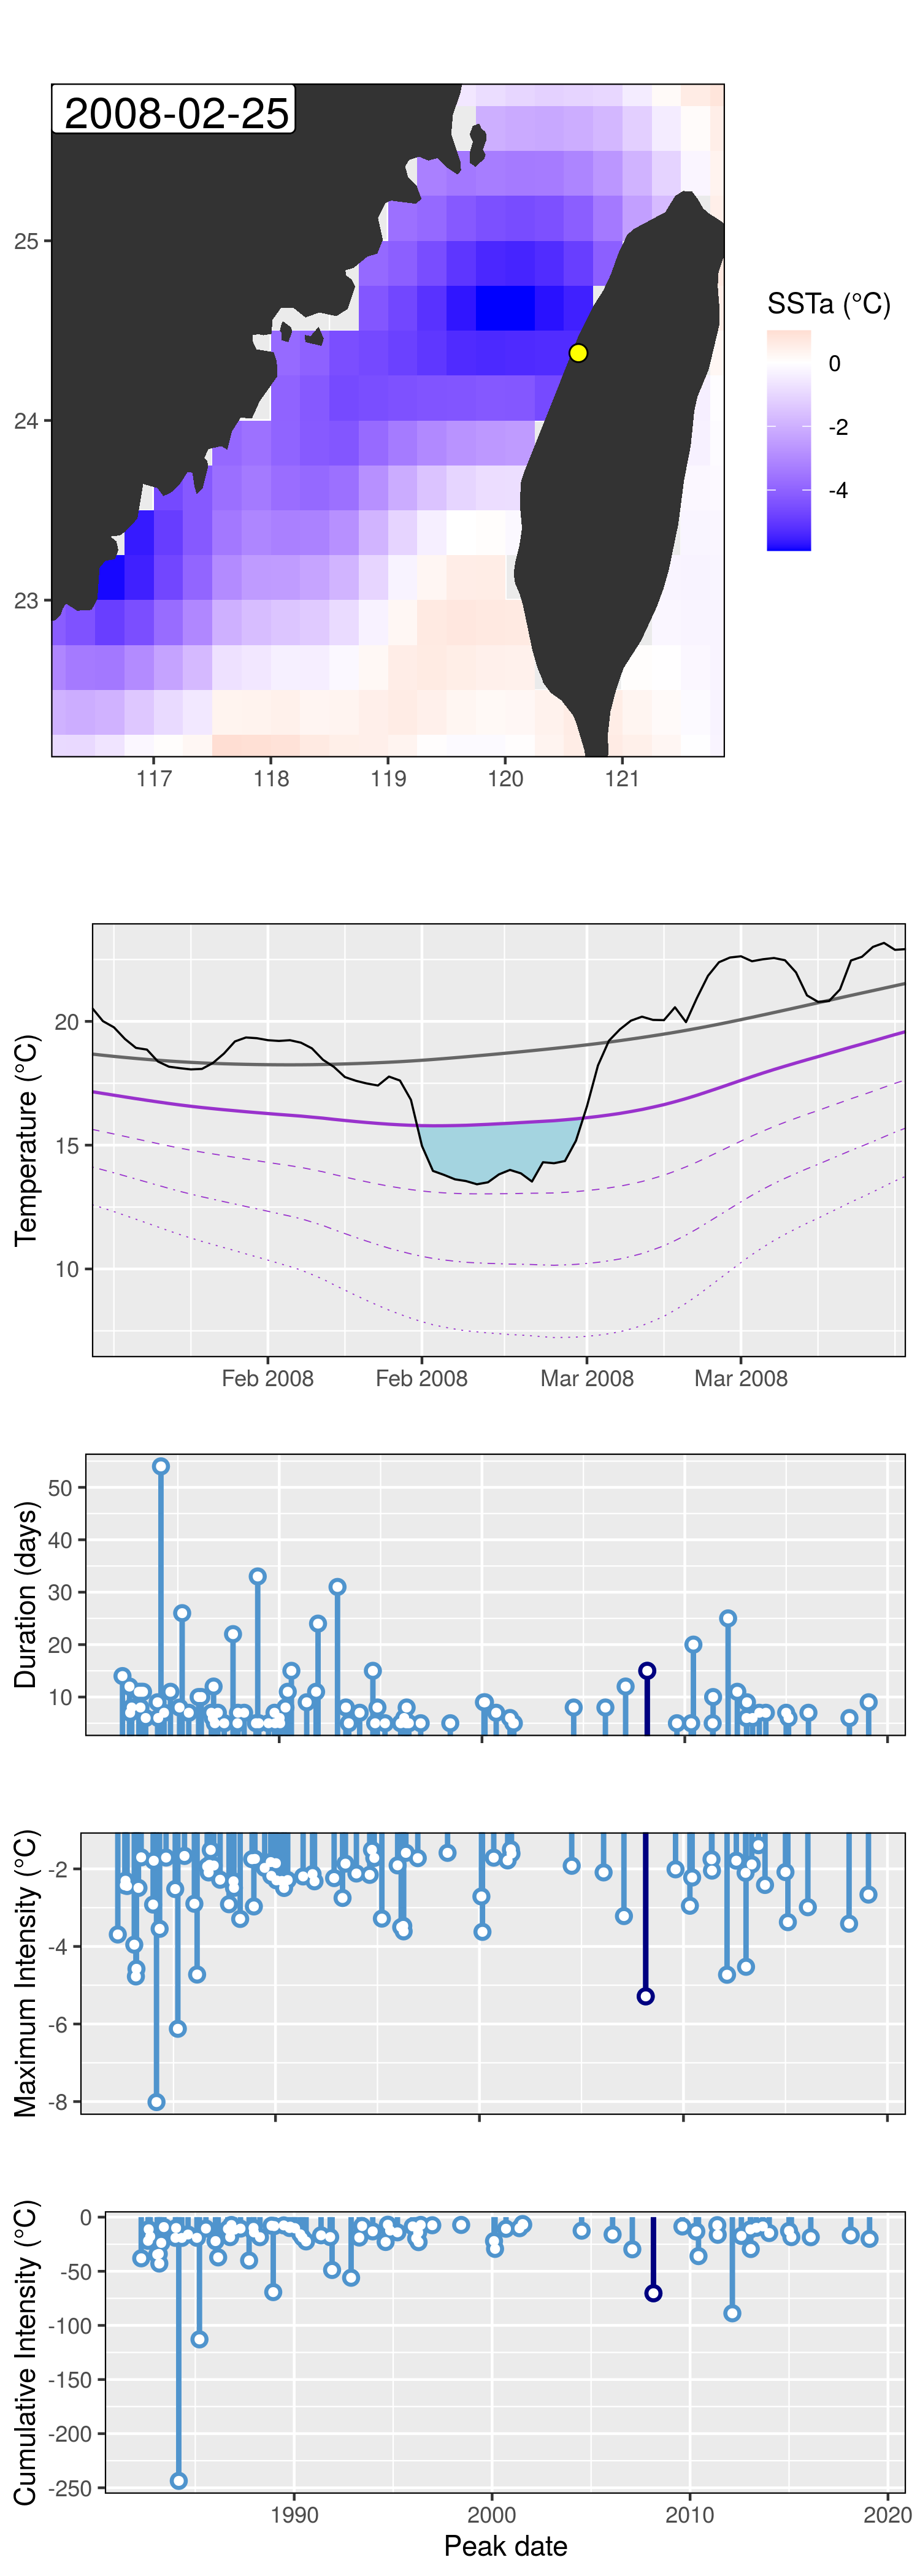 2008-02-25
25
24
23
117 118 119 120 121
SSTa (°C)
0
-2
-4
Temperature (°C)
20
15
10
Feb 2008 Feb 2008 Mar 2008 Mar 2008
Duration (days)
50
40
30
20
10
Maximum Intensity (°C)
-2
-4
-6
-8
Cumulative Intensity (°C)
0
-50
-100
-150
-200
-250
1990 2000 2010 2020
Peak date